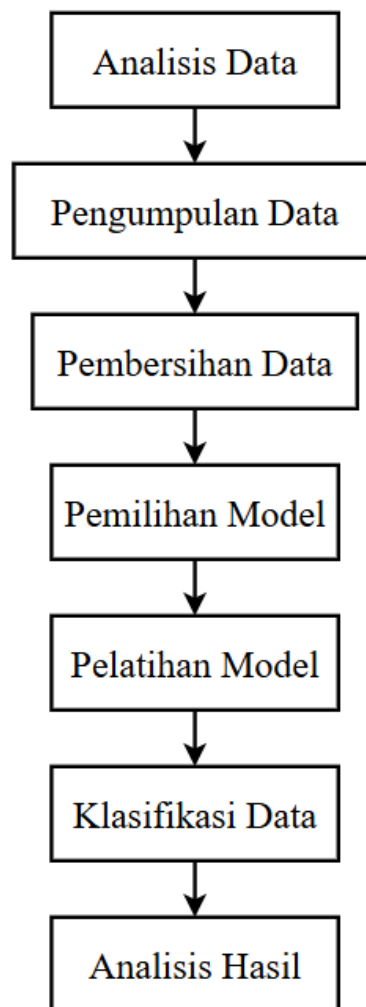 Analisis Data
Pengumpulan Data
Pembersihan Data
Pemilihan Model
Pelatihan Model
Klasifikasi Data
Analisis Hasil